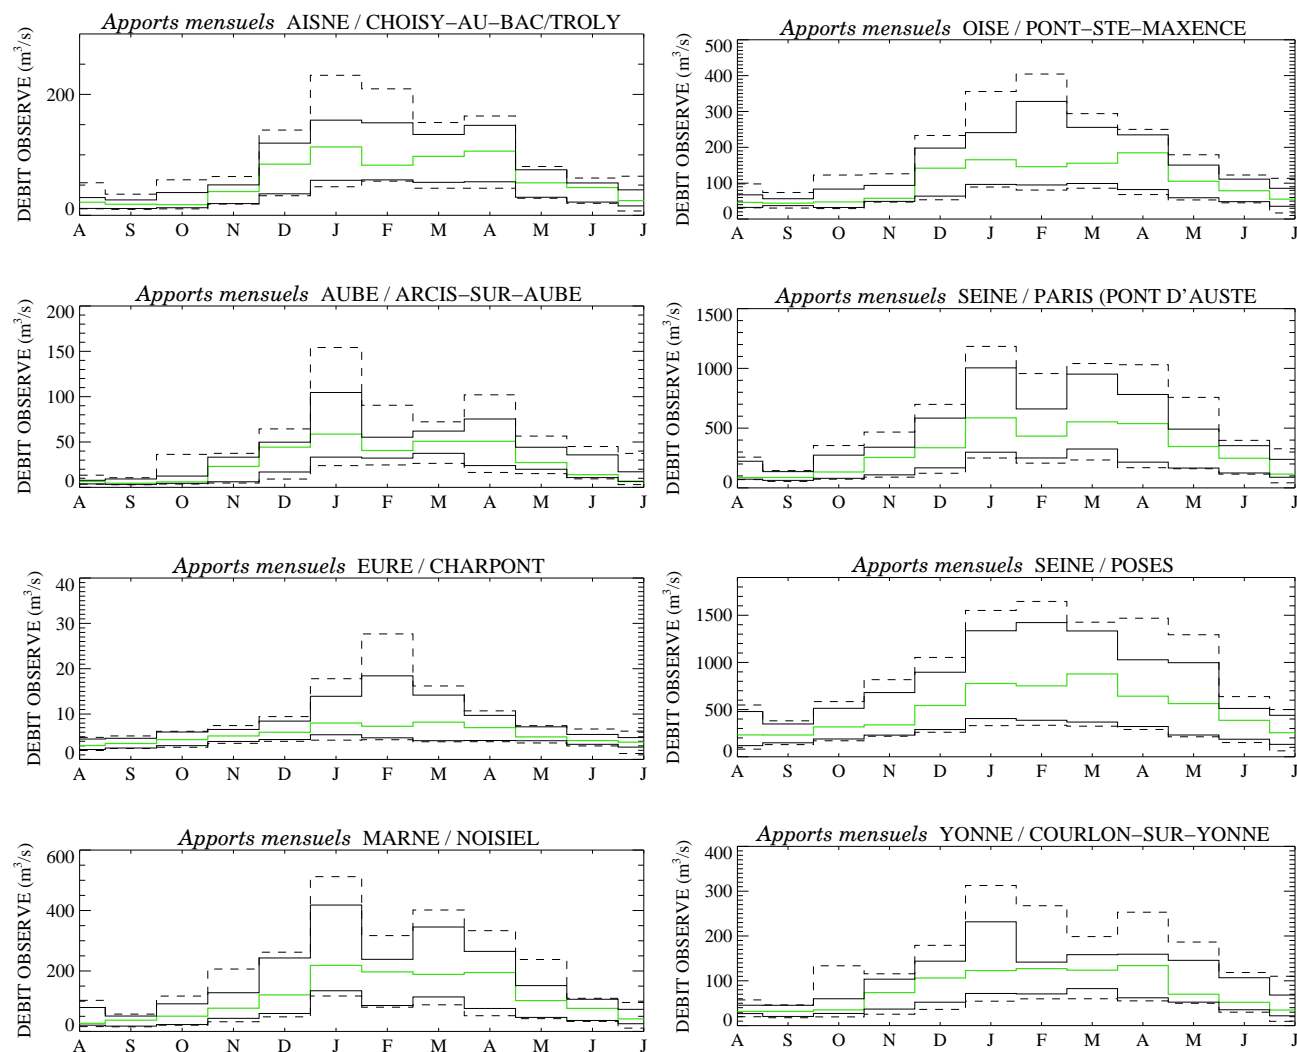 Apports mensuels AISNE / CHOISY−AU−BAC/TROLY
DEBIT OBSERVE (m³/s)
200
0
A S O N D J F M A M J J
Apports mensuels OISE / PONT−STE−MAXENCE
DEBIT OBSERVE (m³/s)
500
400
300
200
100
0
A S O N D J F M A M J J
Apports mensuels AUBE / ARCIS−SUR−AUBE
DEBIT OBSERVE (m³/s)
200
150
100
50
0
A S O N D J F M A M J J
Apports mensuels SEINE / PARIS (PONT D'AUSTE
DEBIT OBSERVE (m³/s)
1500
1000
500
0
A S O N D J F M A M J J
Apports mensuels EURE / CHARPONT
DEBIT OBSERVE (m³/s)
40
30
20
10
0
A S O N D J F M A M J J
Apports mensuels SEINE / POSES
DEBIT OBSERVE (m³/s)
1500
1000
500
0
A S O N D J F M A M J J
Apports mensuels MARNE / NOISIEL
DEBIT OBSERVE (m³/s)
600
400
200
0
A S O N D J F M A M J J
Apports mensuels YONNE / COURLON−SUR−YONNE
DEBIT OBSERVE (m³/s)
400
300
200
100
0
A S O N D J F M A M J J